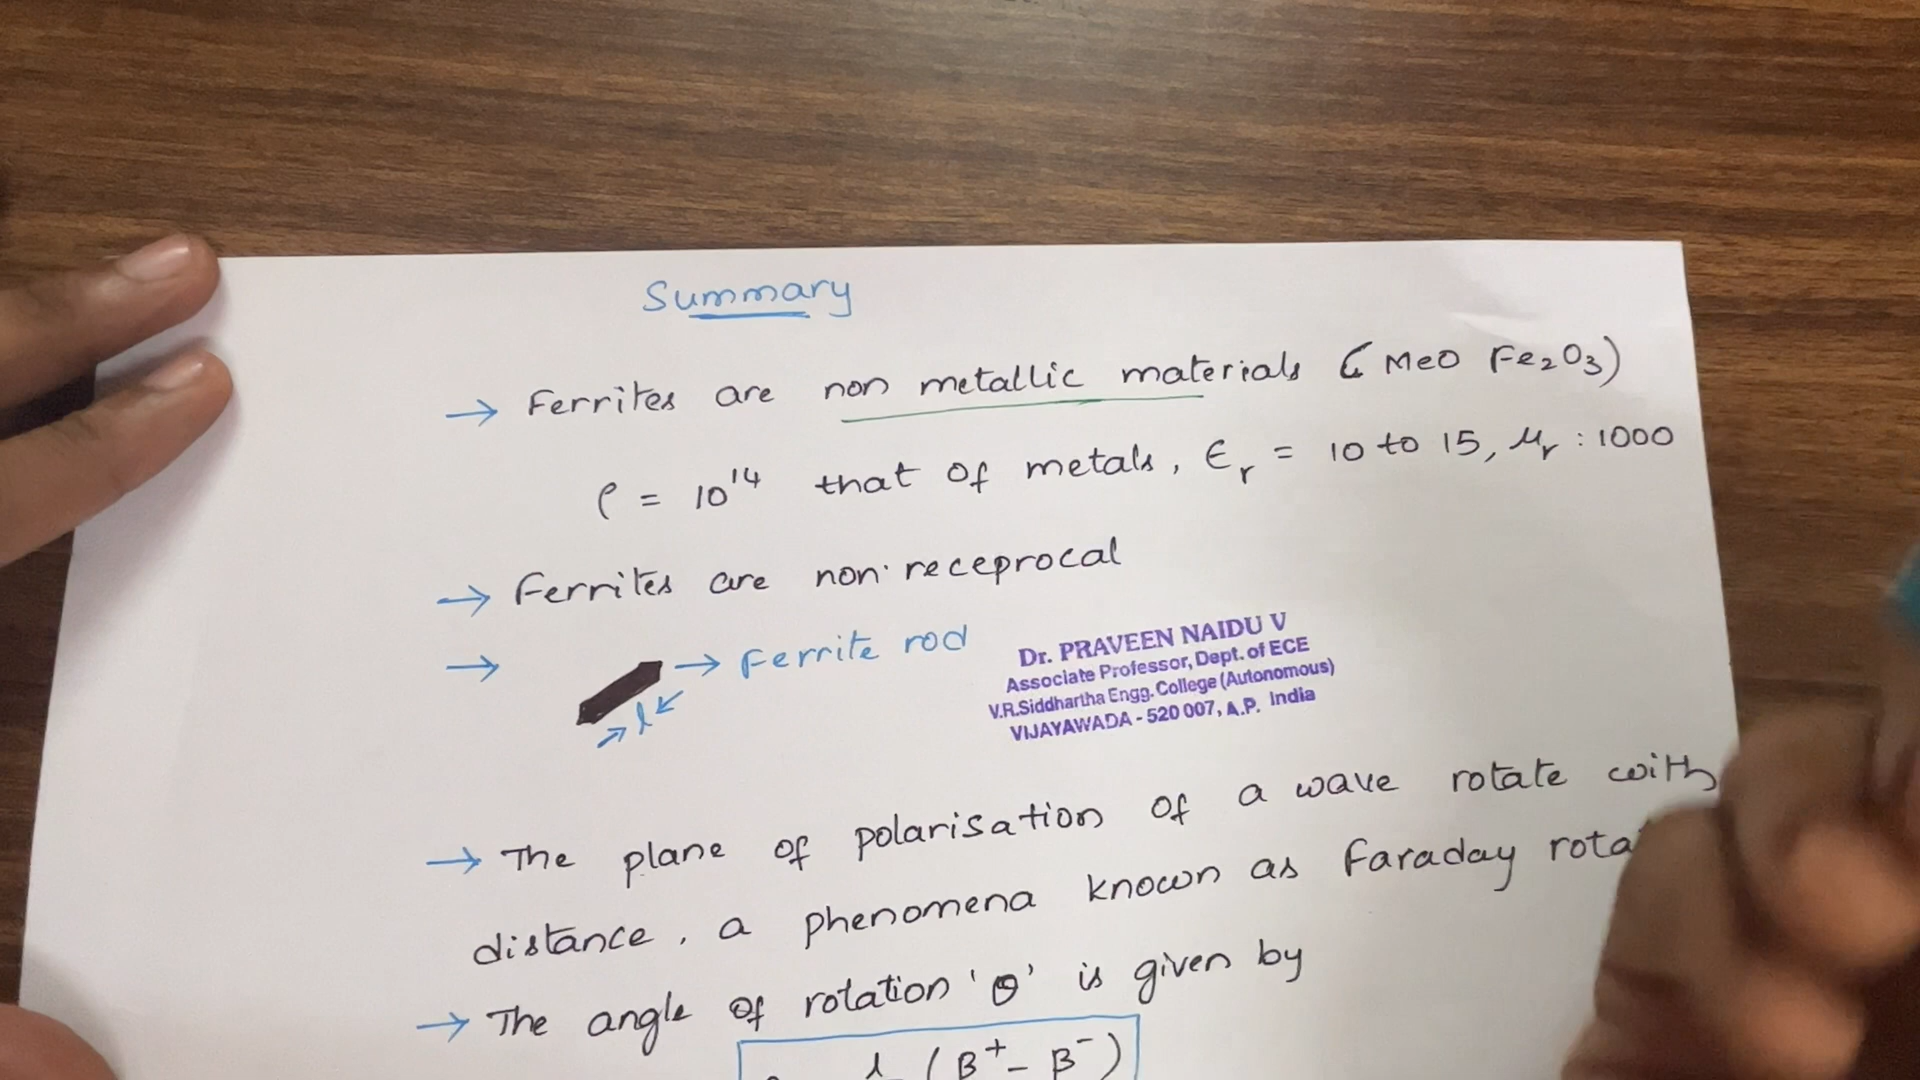 Summary
→ Ferrites are non metallic materials (MeO Fe₂O₃)
ρ = 10¹⁴ that of metals, ϵᵣ = 10 to 15, μᵣ : 1000
→ Ferrites are non receprocal
→ → Ferrite rod
l
Dr. PRAVEEN NAIDU V
Associate Professor, Dept. of ECE
V.R.Siddhartha Engg. College (Autonomous)
VIJAYAWADA - 520 007, A.P. India
→ The plane of polarisation of a wave rotate with
distance, a phenomena known as Faraday
→ The angle of rotation 'θ' is given by
(β⁺ - β⁻)